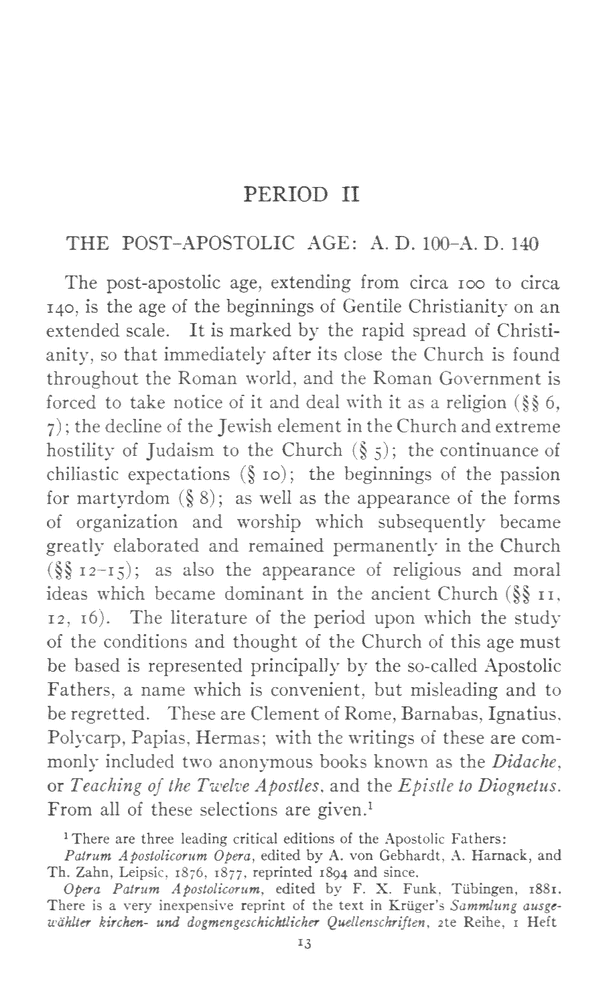 PERIOD II
THE POST-APOSTOLIC AGE: A. D. 100–A. D. 140
The post-apostolic age, extending from circa 100 to circa
140, is the age of the beginnings of Gentile Christianity on an
extended scale. It is marked by the rapid spread of Christi-
anity, so that immediately after its close the Church is found
throughout the Roman world, and the Roman Government is
forced to take notice of it and deal with it as a religion (§§ 6,
7); the decline of the Jewish element in the Church and extreme
hostility of Judaism to the Church (§ 5); the continuance of
chiliastic expectations (§ 10); the beginnings of the passion
for martyrdom (§ 8); as well as the appearance of the forms
of organization and worship which subsequently became
greatly elaborated and remained permanently in the Church
(§§ 12–15); as also the appearance of religious and moral
ideas which became dominant in the ancient Church (§§ 11,
12, 16). The literature of the period upon which the study
of the conditions and thought of the Church of this age must
be based is represented principally by the so-called Apostolic
Fathers, a name which is convenient, but misleading and to
be regretted. These are Clement of Rome, Barnabas, Ignatius,
Polycarp, Papias, Hermas; with the writings of these are com-
monly included two anonymous books known as the Didache,
or Teaching of the Twelve Apostles, and the Epistle to Diognetus.
From all of these selections are given.¹
¹ There are three leading critical editions of the Apostolic Fathers:
Patrum Apostolicorum Opera, edited by A. von Gebhardt, A. Harnack, and
Th. Zahn, Leipsic, 1876, 1877, reprinted 1894 and since.
Opera Patrum Apostolicorum, edited by F. X. Funk, Tübingen, 1881.
There is a very inexpensive reprint of the text in Krüger's Sammlung ausge-
wählter kirchen- und dogmengeschichtlicher Quellenschriften, 2te Reihe, 1 Heft
13